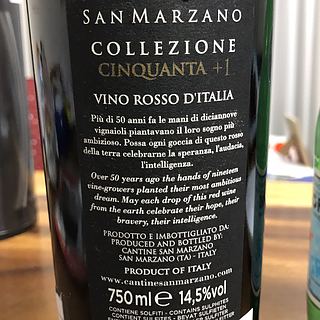 SAN MARZANO
COLLEZIONE
CINQUANTA +1
VINO ROSSO D'ITALIA
Più di 50 anni fa le mani di diciannove
vignaioli piantavano il loro sogno più
ambizioso. Possa ogni goccia di questo rosso
della terra celebrarne la speranza, l'audacia,
l'intelligenza.
Over 50 years ago the hands of nineteen
vine-growers planted their most ambitious
dream. May each drop of this red wine
from the earth celebrate their hope, their
bravery, their intelligence.
PRODOTTO E IMBOTTIGLIATO DA:
PRODUCED AND BOTTLED BY:
CANTINE SAN MARZANO
SAN MARZANO (TA) - ITALY
PRODUCT OF ITALY
www.cantinesanmarzano.com
750 ml e 14,5%vol
CONTIENE SOLFITI - CONTAINS SULPHITES
CONTIENT SULFITES - BEVAT SULFIETER